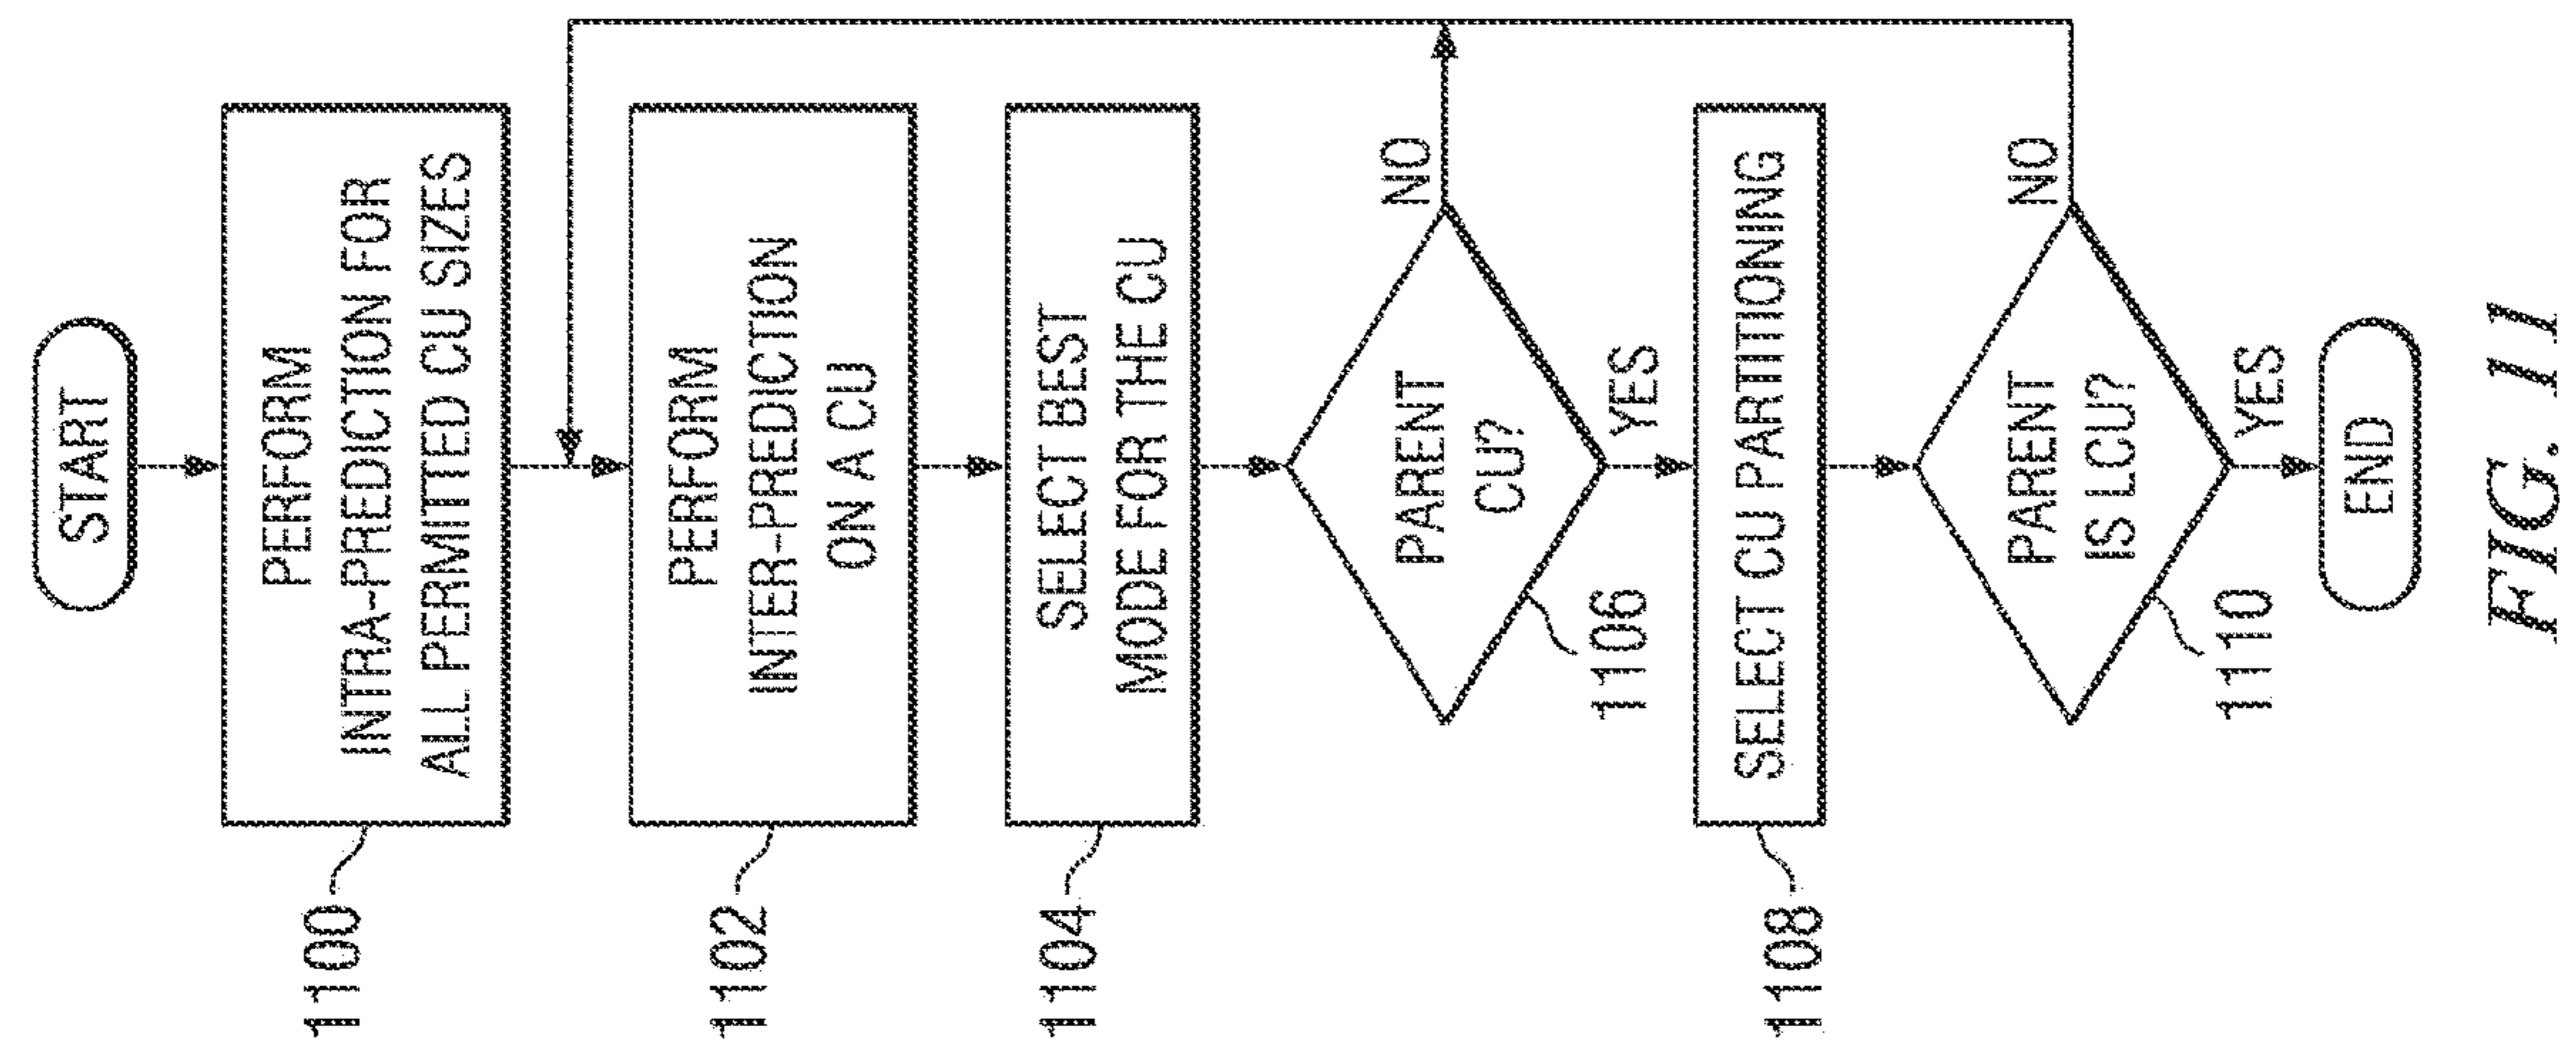 START
PERFORM
INTRA-PREDICTION FOR
ALL PERMITTED CU SIZES
1100
PERFORM
INTER-PREDICTION
ON A CU
1102
SELECT BEST
MODE FOR THE CU
1104
PARENT
CU?
NO
YES
1106
SELECT CU PARTITIONING
1108
PARENT
IS LCU?
NO
YES
1110
END
FIG. 11